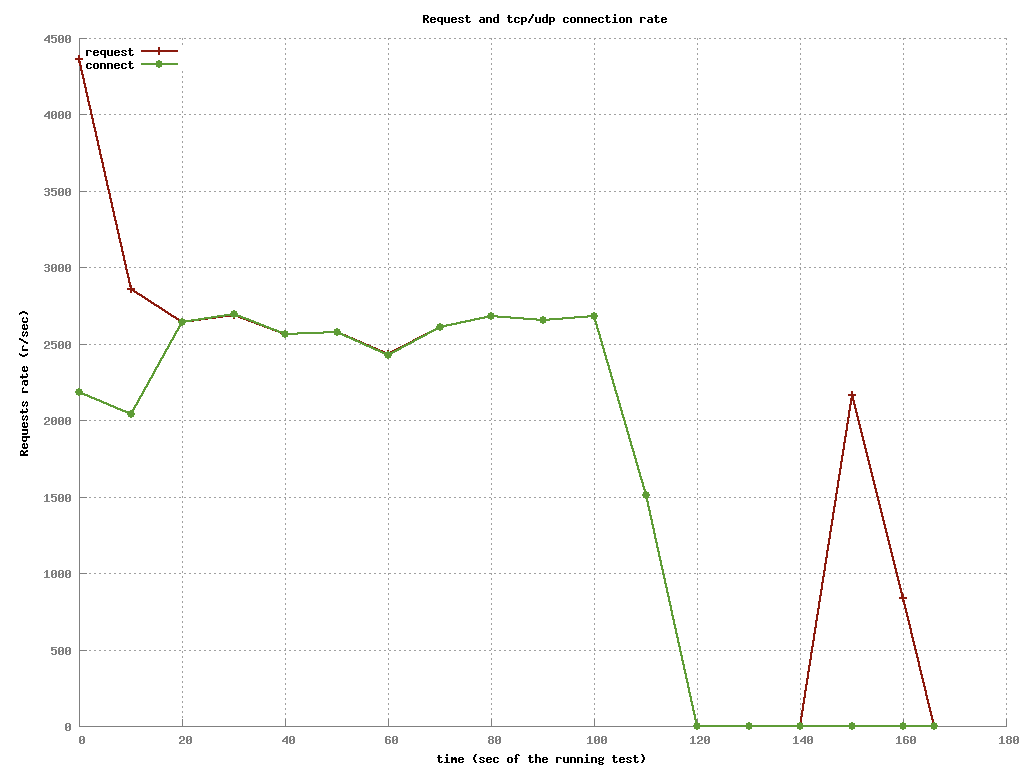 Request and tcp/udp connection rate
4500
request
connect
4000
3500
3000
2500
2000
1500
1000
500
0
Requests rate (r/sec)
0 20 40 60 80 100 120 140 160 180
time (sec of the running test)